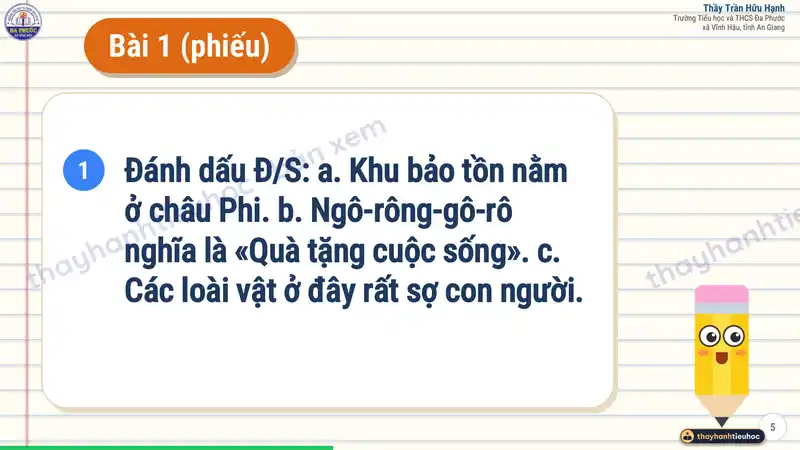 Thầy Trần Hữu Hạnh
Trường Tiểu học và THCS Đa Phước
xã Vĩnh Hậu, tỉnh An Giang
ĐA PHƯỚC
Bài 1 (phiếu)
1
Đánh dấu Đ/S: a. Khu bảo tồn nằm
ở châu Phi. b. Ngô-rông-gô-rô
nghĩa là «Quà tặng cuộc sống». c.
Các loài vật ở đây rất sợ con người.
thayhanhtieuhoc
5